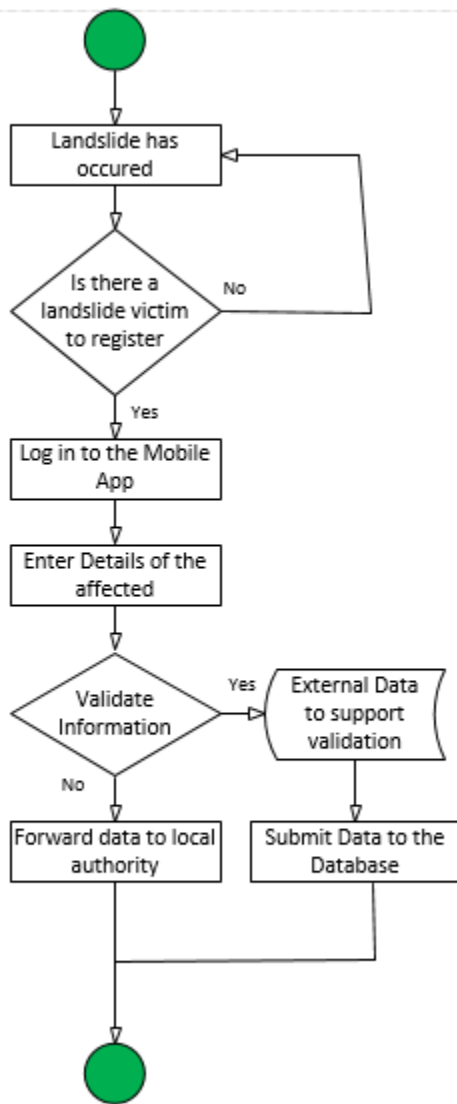 Landslide has
occured
Is there a
landslide victim
to register
No
Yes
Log in to the Mobile
App
Enter Details of the
affected
Validate
Information
Yes
External Data
to support
validation
No
Forward data to local
authority
Submit Data to the
Database